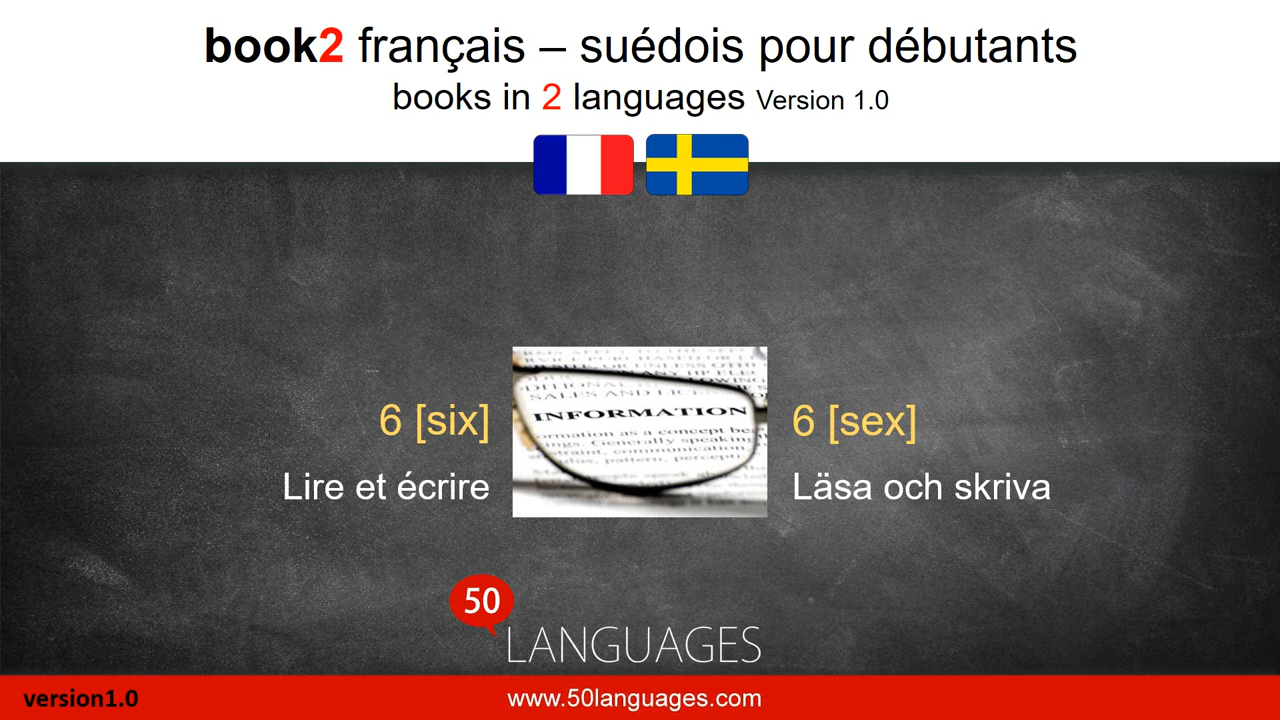 book2 français – suédois pour débutants
books in 2 languages Version 1.0
6 [six]
Lire et écrire
INFORMATION
6 [sex]
Läsa och skriva
50
LANGUAGES
version1.0
www.50languages.com